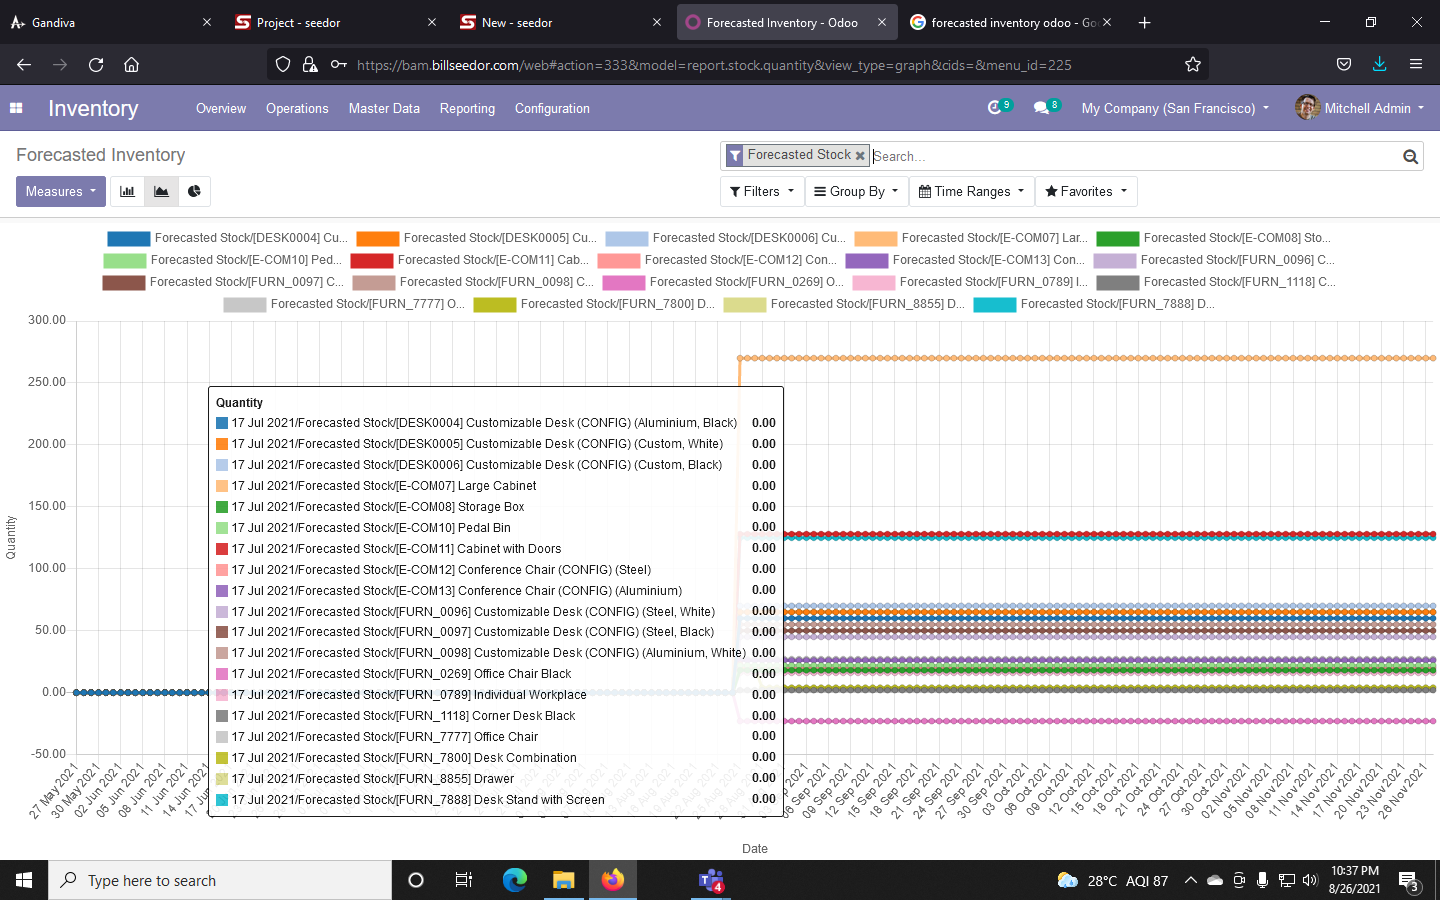 Gandiva
Project - seedor
New - seedor
Forecasted Inventory - Odoo
forecasted inventory odoo - Goo
https://bam.billseedor.com/web#action=333&model=report.stock.quantity&view_type=graph&cids=&menu_id=225
Inventory Overview Operations Master Data Reporting Configuration 9 8 My Company (San Francisco) Mitchell Admin
Forecasted Inventory
Forecasted Stock Search...
Measures Filters Group By Time Ranges Favorites
Forecasted Stock/[DESK0004] Cu... Forecasted Stock/[DESK0005] Cu... Forecasted Stock/[DESK0006] Cu... Forecasted Stock/[E-COM07] Lar... Forecasted Stock/[E-COM08] Sto...
Forecasted Stock/[E-COM10] Ped... Forecasted Stock/[E-COM11] Cab... Forecasted Stock/[E-COM12] Con... Forecasted Stock/[E-COM13] Con... Forecasted Stock/[FURN_0096] C...
Forecasted Stock/[FURN_0097] C... Forecasted Stock/[FURN_0098] C... Forecasted Stock/[FURN_0269] O... Forecasted Stock/[FURN_0789] I... Forecasted Stock/[FURN_1118] C...
Forecasted Stock/[FURN_7777] O... Forecasted Stock/[FURN_7800] D... Forecasted Stock/[FURN_8855] D... Forecasted Stock/[FURN_7888] D...
300.00
250.00
200.00
150.00
100.00
50.00
0.00
-50.00
Quantity
Quantity
17 Jul 2021/Forecasted Stock/[DESK0004] Customizable Desk (CONFIG) (Aluminium, Black) 0.00
17 Jul 2021/Forecasted Stock/[DESK0005] Customizable Desk (CONFIG) (Custom, White) 0.00
17 Jul 2021/Forecasted Stock/[DESK0006] Customizable Desk (CONFIG) (Custom, Black) 0.00
17 Jul 2021/Forecasted Stock/[E-COM07] Large Cabinet 0.00
17 Jul 2021/Forecasted Stock/[E-COM08] Storage Box 0.00
17 Jul 2021/Forecasted Stock/[E-COM10] Pedal Bin 0.00
17 Jul 2021/Forecasted Stock/[E-COM11] Cabinet with Doors 0.00
17 Jul 2021/Forecasted Stock/[E-COM12] Conference Chair (CONFIG) (Steel) 0.00
17 Jul 2021/Forecasted Stock/[E-COM13] Conference Chair (CONFIG) (Aluminium) 0.00
17 Jul 2021/Forecasted Stock/[FURN_0096] Customizable Desk (CONFIG) (Steel, White) 0.00
17 Jul 2021/Forecasted Stock/[FURN_0097] Customizable Desk (CONFIG) (Steel, Black) 0.00
17 Jul 2021/Forecasted Stock/[FURN_0098] Customizable Desk (CONFIG) (Aluminium, White) 0.00
17 Jul 2021/Forecasted Stock/[FURN_0269] Office Chair Black 0.00
17 Jul 2021/Forecasted Stock/[FURN_0789] Individual Workplace 0.00
17 Jul 2021/Forecasted Stock/[FURN_1118] Corner Desk Black 0.00
17 Jul 2021/Forecasted Stock/[FURN_7777] Office Chair 0.00
17 Jul 2021/Forecasted Stock/[FURN_7800] Desk Combination 0.00
17 Jul 2021/Forecasted Stock/[FURN_8855] Drawer 0.00
17 Jul 2021/Forecasted Stock/[FURN_7888] Desk Stand with Screen 0.00
27 May 2021
30 May 2021
02 Jun 2021
05 Jun 2021
08 Jun 2021
11 Jun 2021
14 Jun 2021
06 Sep 2021
09 Sep 2021
12 Sep 2021
15 Sep 2021
18 Sep 2021
21 Sep 2021
24 Sep 2021
27 Sep 2021
30 Sep 2021
03 Oct 2021
06 Oct 2021
09 Oct 2021
12 Oct 2021
15 Oct 2021
18 Oct 2021
21 Oct 2021
24 Oct 2021
27 Oct 2021
30 Oct 2021
02 Nov 2021
05 Nov 2021
08 Nov 2021
11 Nov 2021
14 Nov 2021
17 Nov 2021
20 Nov 2021
23 Nov 2021
26 Nov 2021
Date
Type here to search
4
28°C AQI 87
10:37 PM
8/26/2021
3